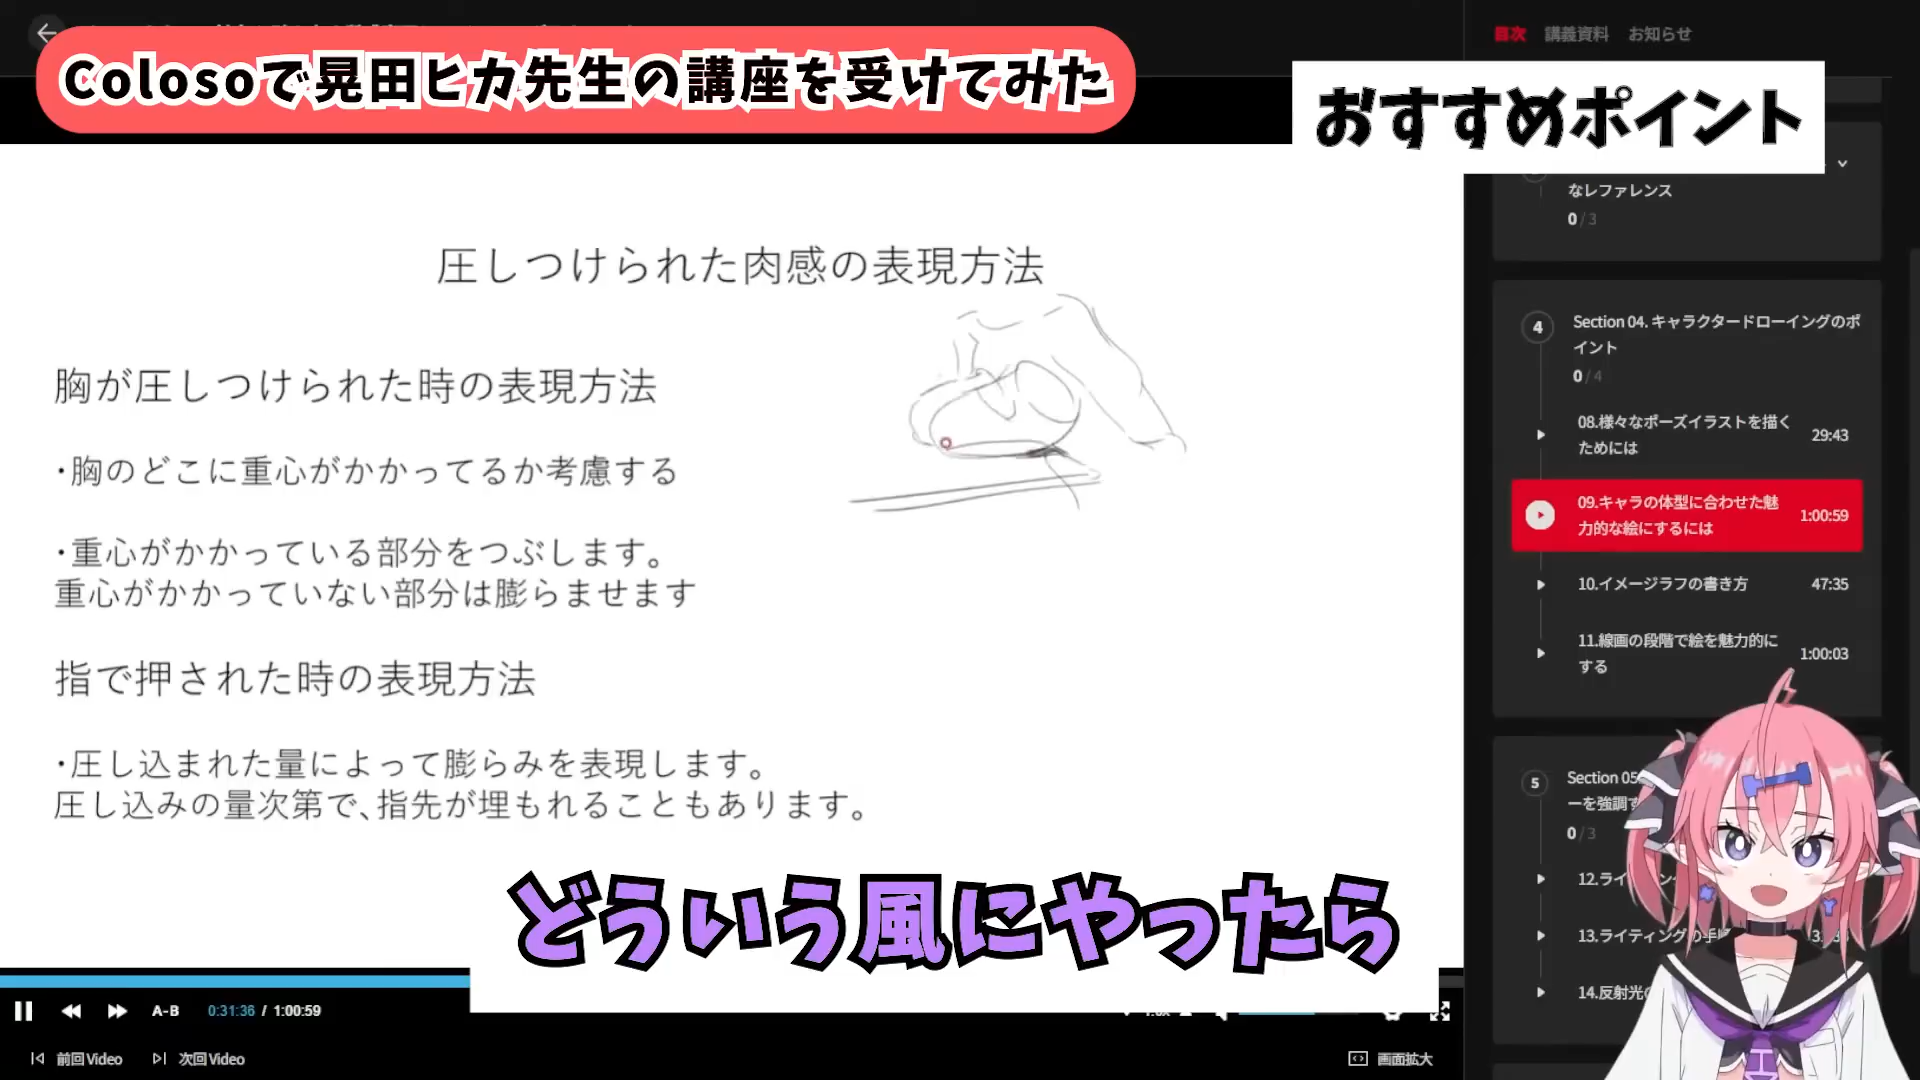 Colosoで晃田ヒカ先生の講座を受けてみた
おすすめポイント
目次 講義資料 お知らせ
圧しつけられた肉感の表現方法
胸が圧しつけられた時の表現方法
・胸のどこに重心がかかってるか考慮する
・重心がかかっている部分をつぶします。
重心がかかっていない部分は膨らませます
指で押された時の表現方法
・圧し込まれた量によって膨らみを表現します。
圧し込みの量次第で、指先が埋もれることもあります。
どういう風にやったら
A-B 0:31:36 / 1:00:59
前回Video 次回Video
画面拡大
なレファレンス
0 / 3
4 Section 04. キャラクタードローイングのポ
イント
0 / 4
08.様々なポーズイラストを描く
ためには 29:43
09.キャラの体型に合わせた魅
力的な絵にするには 1:00:59
10.イメージラフの書き方 47:35
11.線画の段階で絵を魅力的に
する 1:00:03
5 Section 05
ーを強調す
0 / 3
12.ライ
13.ライティングの手
14.反射光